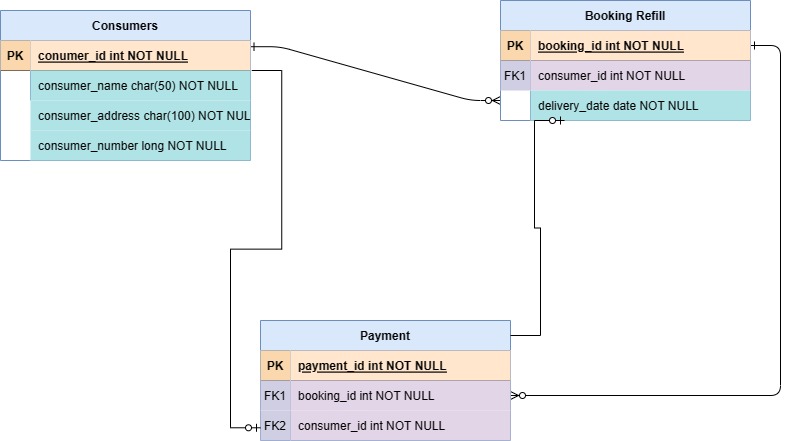 Consumers
PK conumer_id int NOT NULL
consumer_name char(50) NOT NULL
consumer_address char(100) NOT NUL
consumer_number long NOT NULL
Booking Refill
PK booking_id int NOT NULL
FK1 consumer_id int NOT NULL
delivery_date date NOT NULL
Payment
PK payment_id int NOT NULL
FK1 booking_id int NOT NULL
FK2 consumer_id int NOT NULL